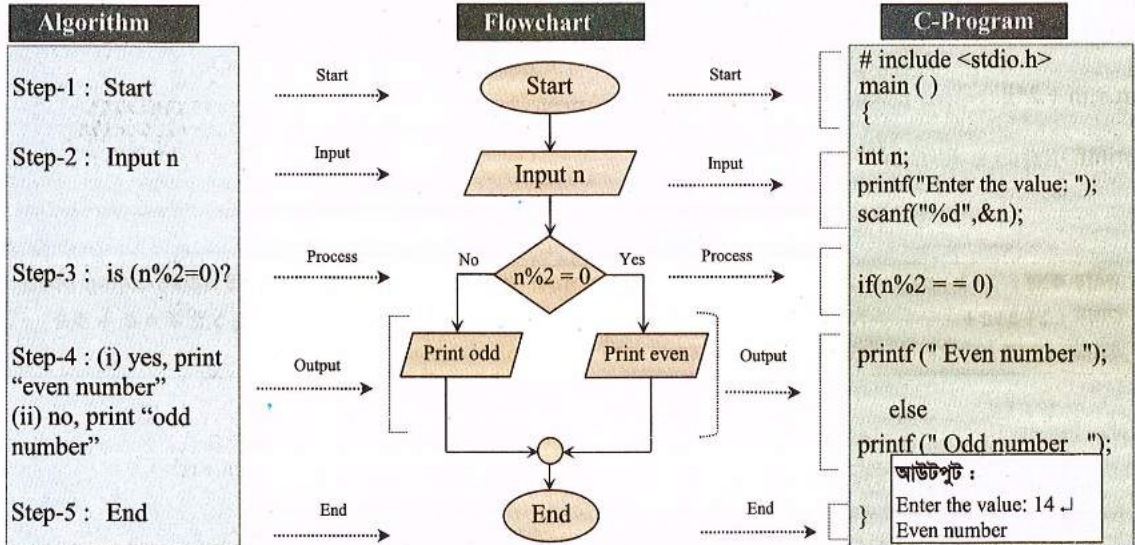 Algorithm
Step-1 : Start
Step-2 : Input n
Step-3 : is (n%2=0)?
Step-4 : (i) yes, print
“even number”
(ii) no, print “odd
number”
Step-5 : End
Start
Input
Process
Output
End
Flowchart
Start
Input n
No
n%2 = 0
Yes
Print odd
Print even
End
Start
Input
Process
Output
End
C-Program
# include <stdio.h>
main ( )
{
int n;
printf("Enter the value: ");
scanf("%d",&n);
if(n%2 = = 0)
printf (" Even number ");
else
printf (" Odd number ");
}
আউটপুট :
Enter the value: 14 ↵
Even number